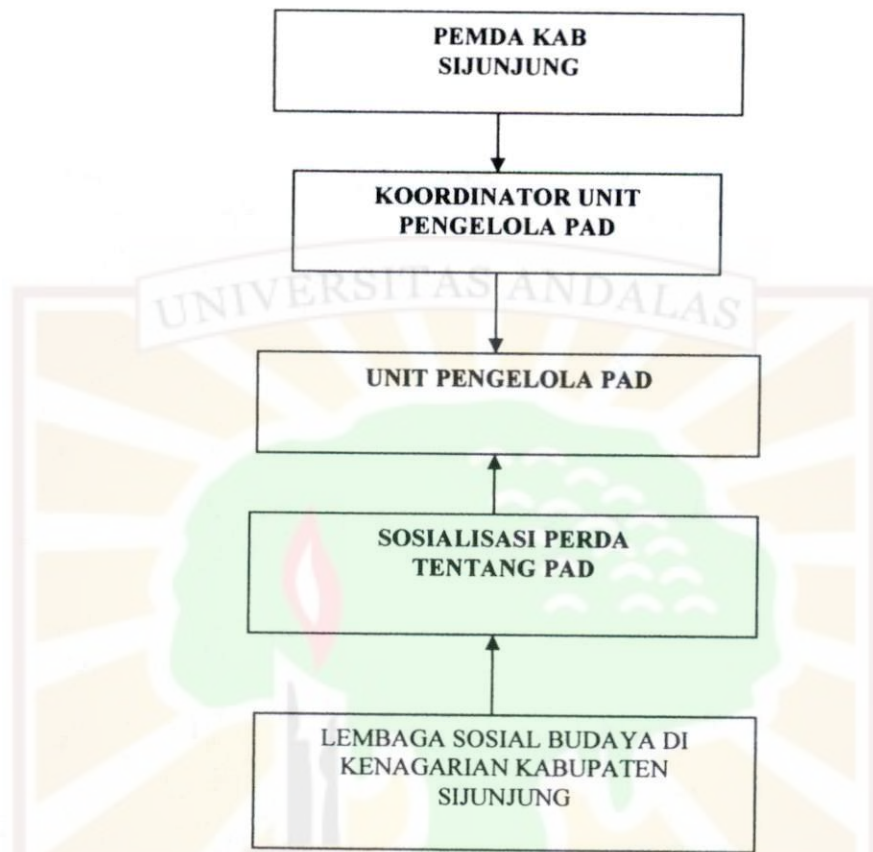 PEMDA KAB
SIJUNJUNG
KOORDINATOR UNIT
PENGELOLA PAD
UNIVERSITAS ANDALAS
UNIT PENGELOLA PAD
SOSIALISASI PERDA
TENTANG PAD
LEMBAGA SOSIAL BUDAYA DI
KENAGARIAN KABUPATEN
SIJUNJUNG